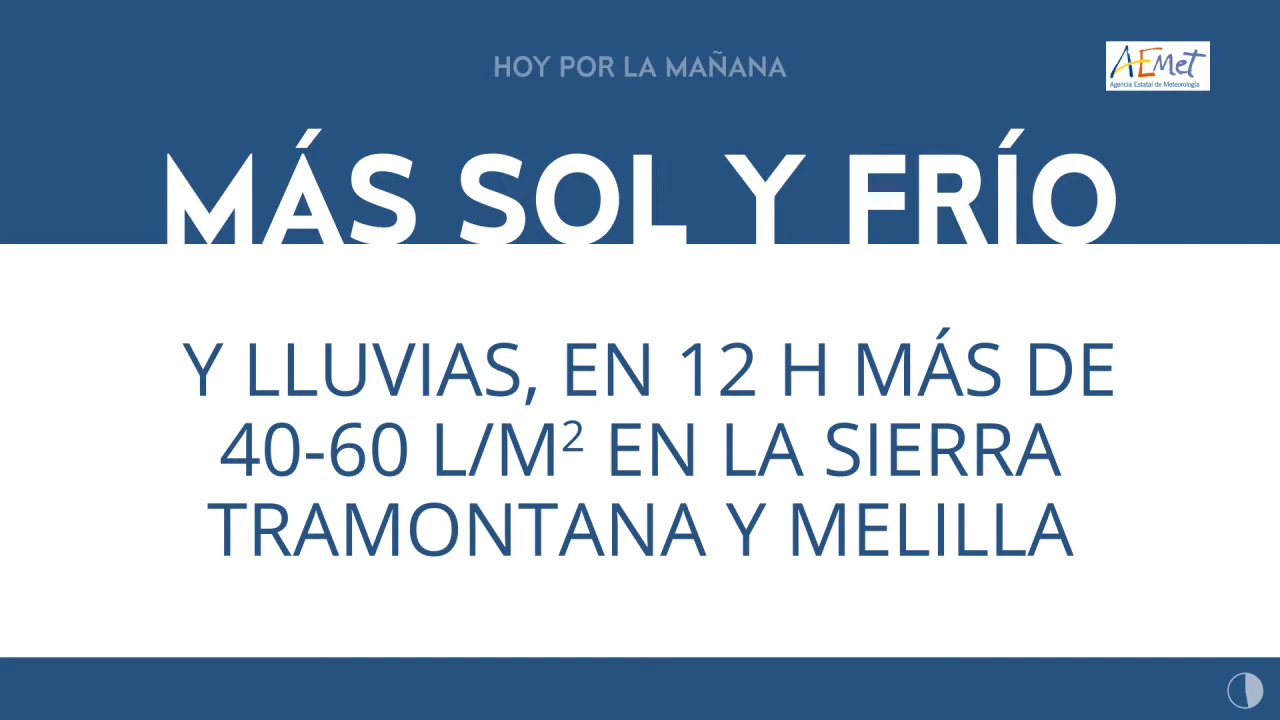 HOY POR LA MAÑANA
AEMet
Agencia Estatal de Meteorología
MÁS SOL Y FRÍO
Y LLUVIAS, EN 12 H MÁS DE
40-60 L/M² EN LA SIERRA
TRAMONTANA Y MELILLA